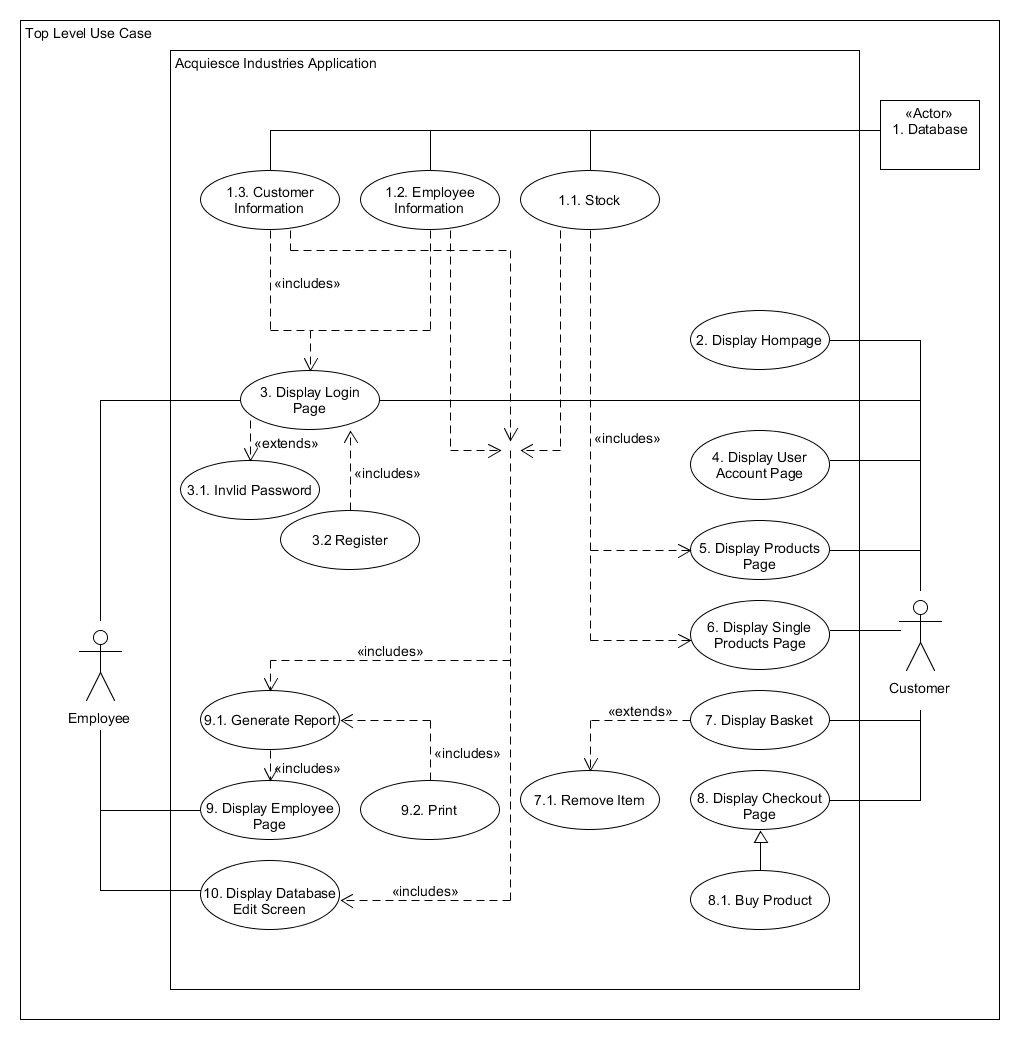 Top Level Use Case
Acquiesce Industries Application
«Actor»
1. Database
1.3. Customer
Information
1.2. Employee
Information
1.1. Stock
«includes»
2. Display Hompage
3. Display Login
Page
«extends»
«includes»
«includes»
4. Display User
Account Page
3.1. Invlid Password
3.2 Register
5. Display Products
Page
6. Display Single
Products Page
Customer
«includes»
Employee
9.1. Generate Report
«extends»
7. Display Basket
«includes»
«includes»
9. Display Employee
Page
9.2. Print
7.1. Remove Item
8. Display Checkout
Page
10. Display Database
Edit Screen
«includes»
8.1. Buy Product